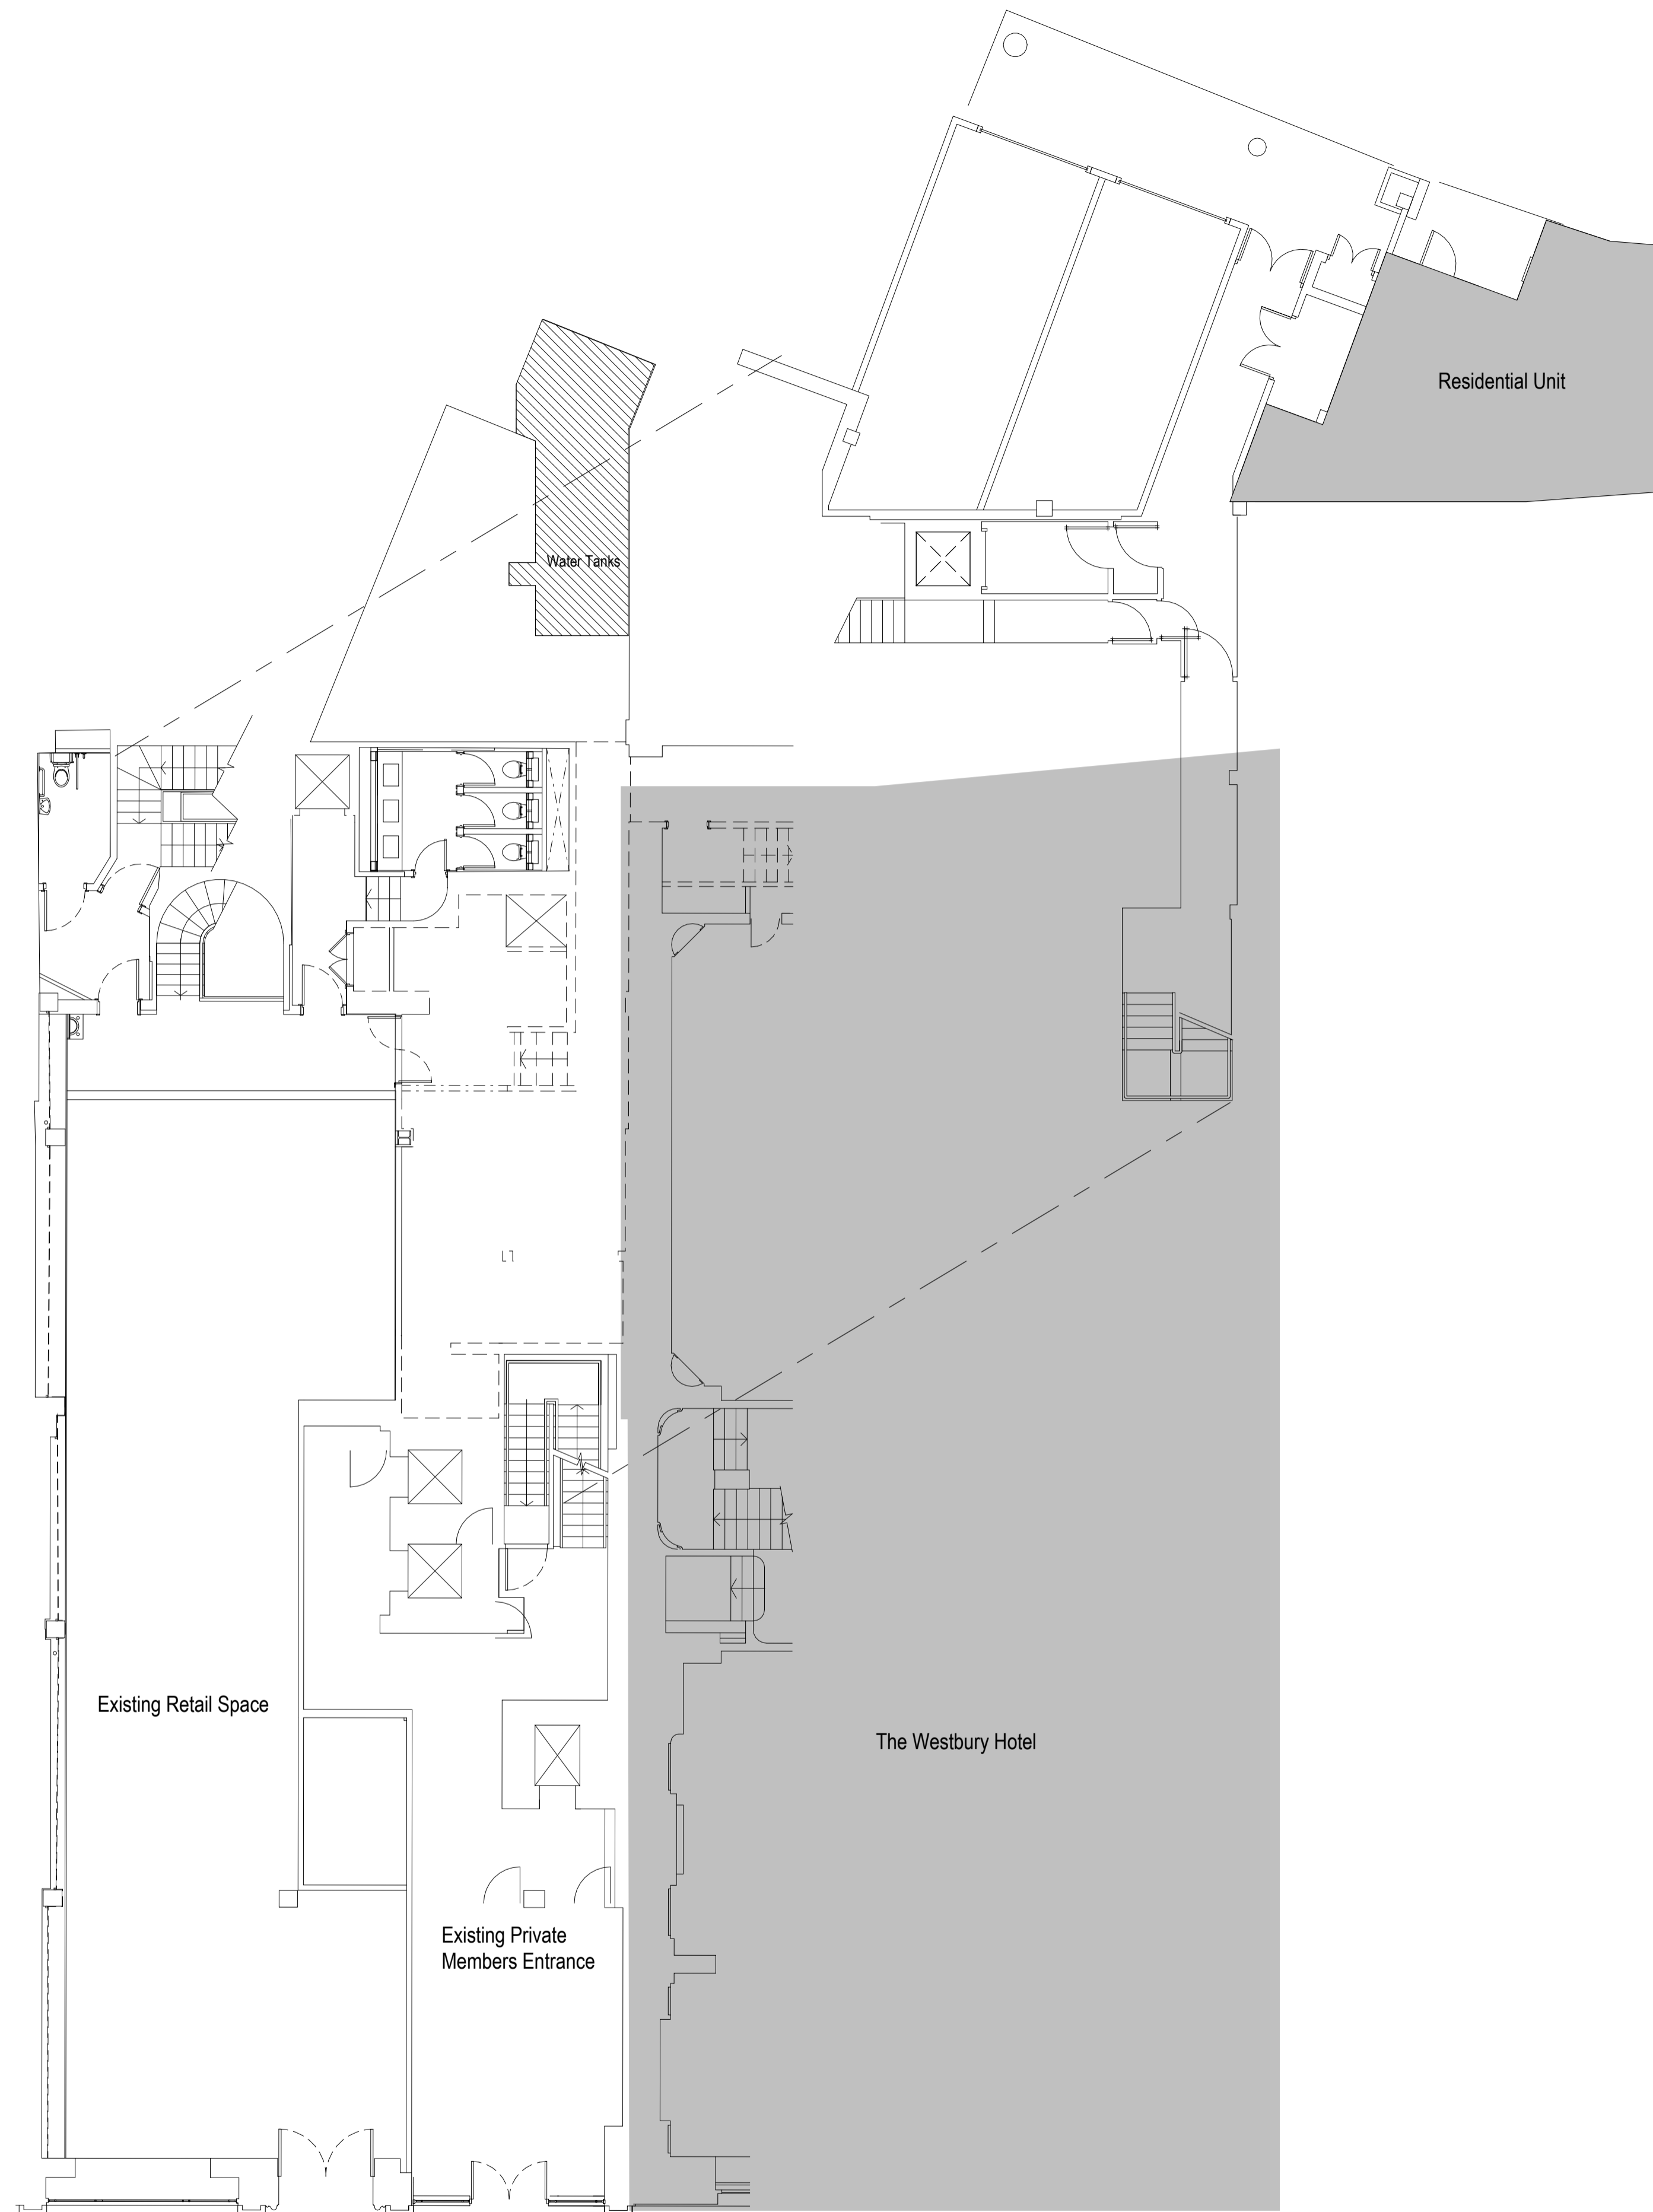 Residential Unit
Water Tanks
Existing Retail Space
The Westbury Hotel
Existing Private
Members Entrance